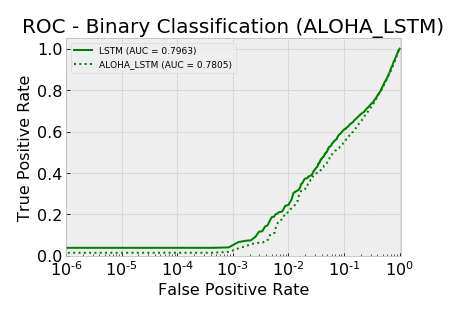 ROC - Binary Classification (ALOHA_LSTM)
LSTM (AUC = 0.7963)
ALOHA_LSTM (AUC = 0.7805)
True Positive Rate
1.0
0.8
0.6
0.4
0.2
0.0
10⁻⁶ 10⁻⁵ 10⁻⁴ 10⁻³ 10⁻² 10⁻¹ 10⁰
False Positive Rate